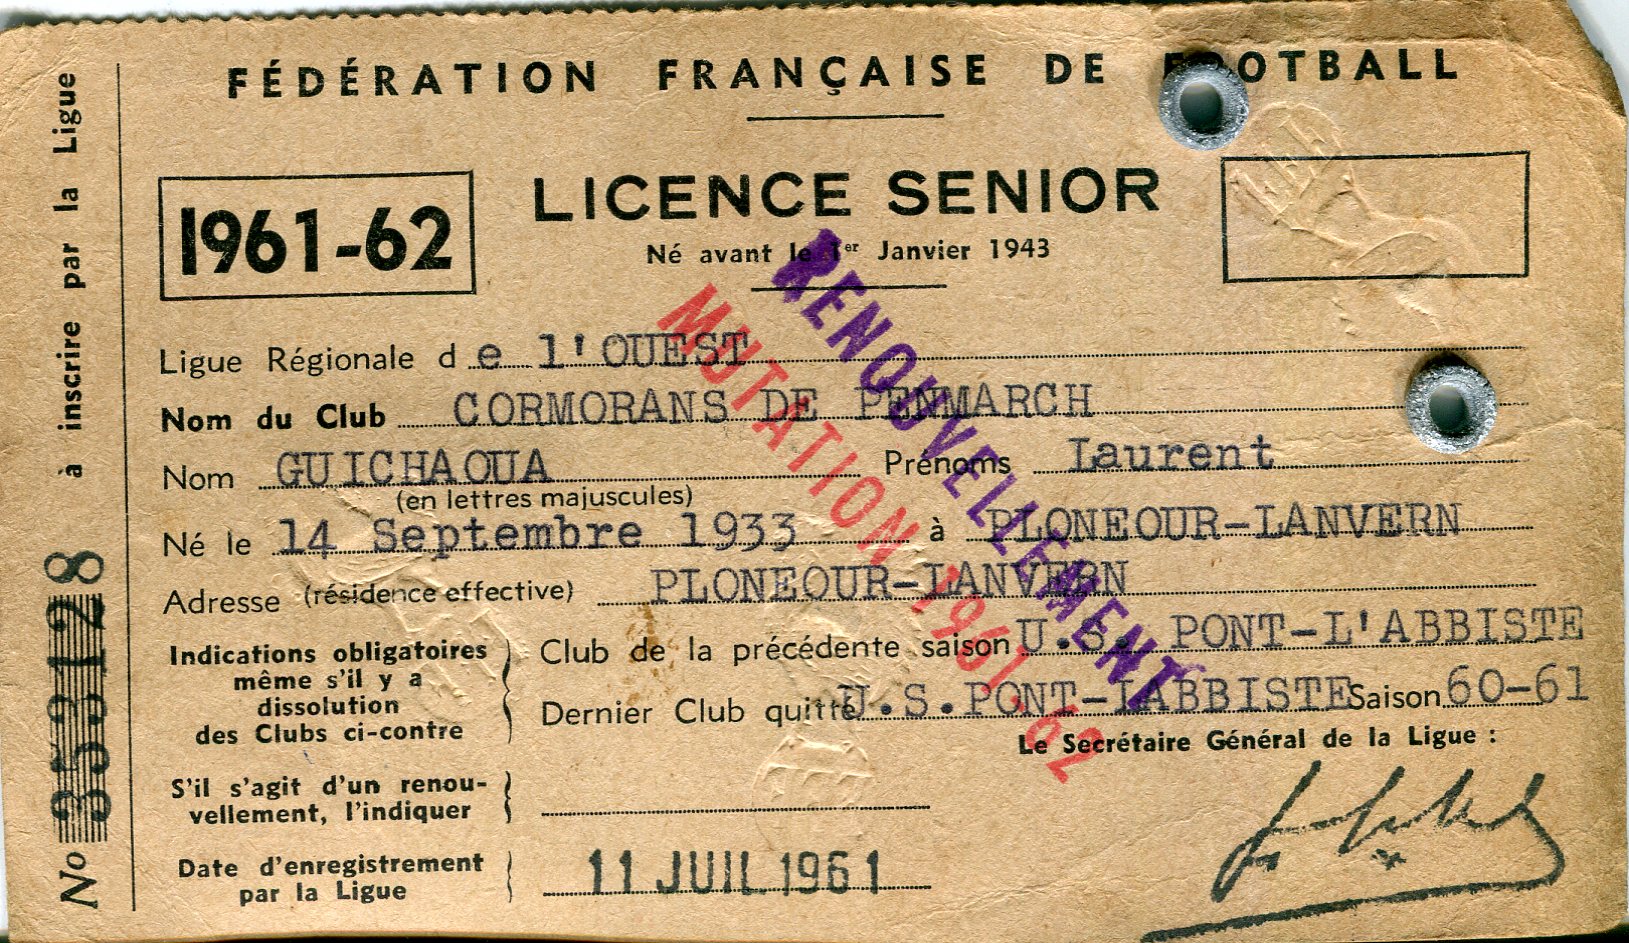 FÉDÉRATION FRANÇAISE DE FOOTBALL
1961-62
LICENCE SENIOR
Né avant le 1er Janvier 1943
Ligue Régionale de l'OUEST
Nom du Club CORMORANS DE PENMARCH
Nom GUICHAOUA Prénoms Laurent
(en lettres majuscules)
Né le 14 Septembre 1933 à PLONEOUR-LANVERN
Adresse (résidence effective) PLONEOUR-LANVERN
Indications obligatoires
même s'il y a
dissolution
des Clubs ci-contre
Club de la précédente saison U.S. PONT-L'ABBISTE
Dernier Club quitté U.S.PONT-LABBISTE Saison 60-61
Le Secrétaire Général de la Ligue :
S'il s'agit d'un renou-
vellement, l'indiquer
Date d'enregistrement
par la Ligue
11 JUIL 1961
RENOUVELLEMENT
MUTATION 1961.62
No 353128 à inscrire par la Ligue